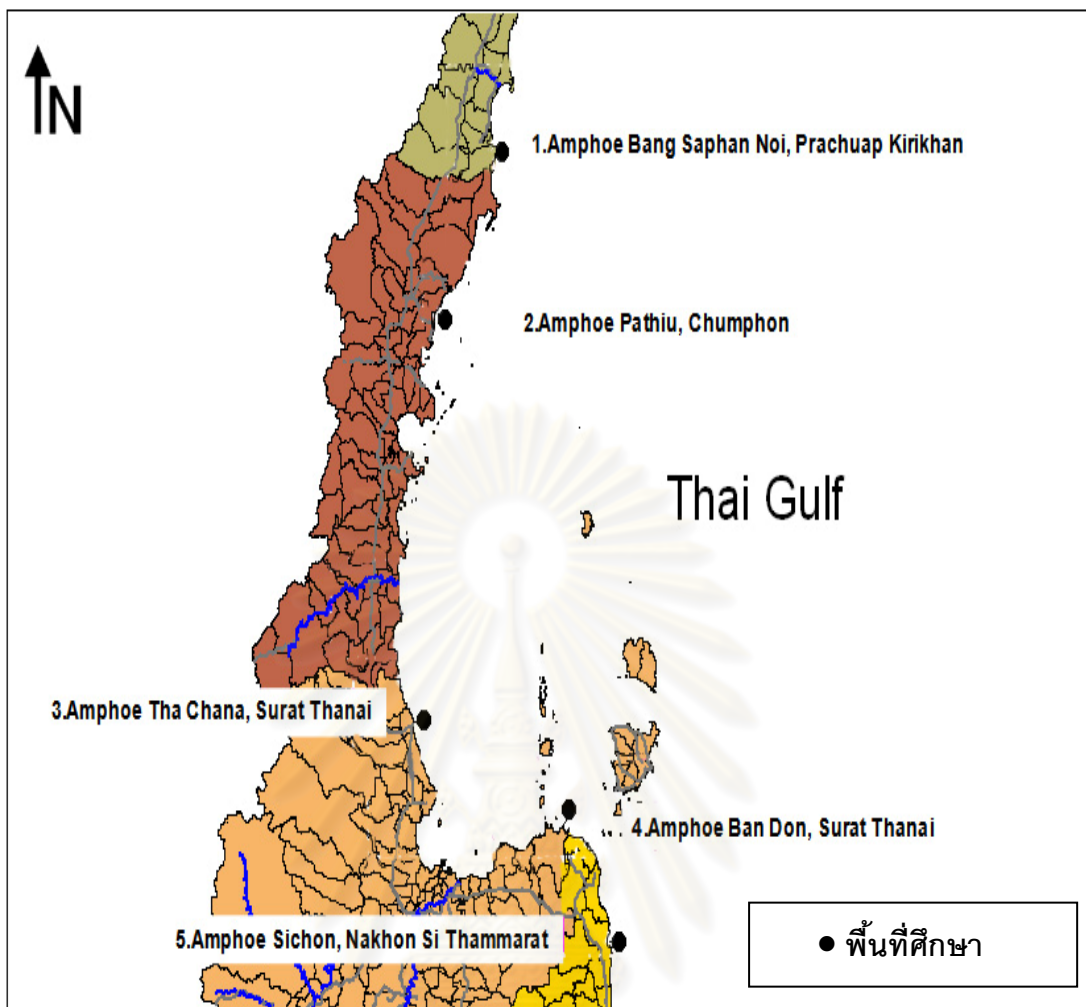 N
1.Amphoe Bang Saphan Noi, Prachuap Kirikhan
2.Amphoe Pathiu, Chumphon
Thai Gulf
3.Amphoe Tha Chana, Surat Thanai
4.Amphoe Ban Don, Surat Thanai
5.Amphoe Sichon, Nakhon Si Thammarat
● พื้นที่ศึกษา